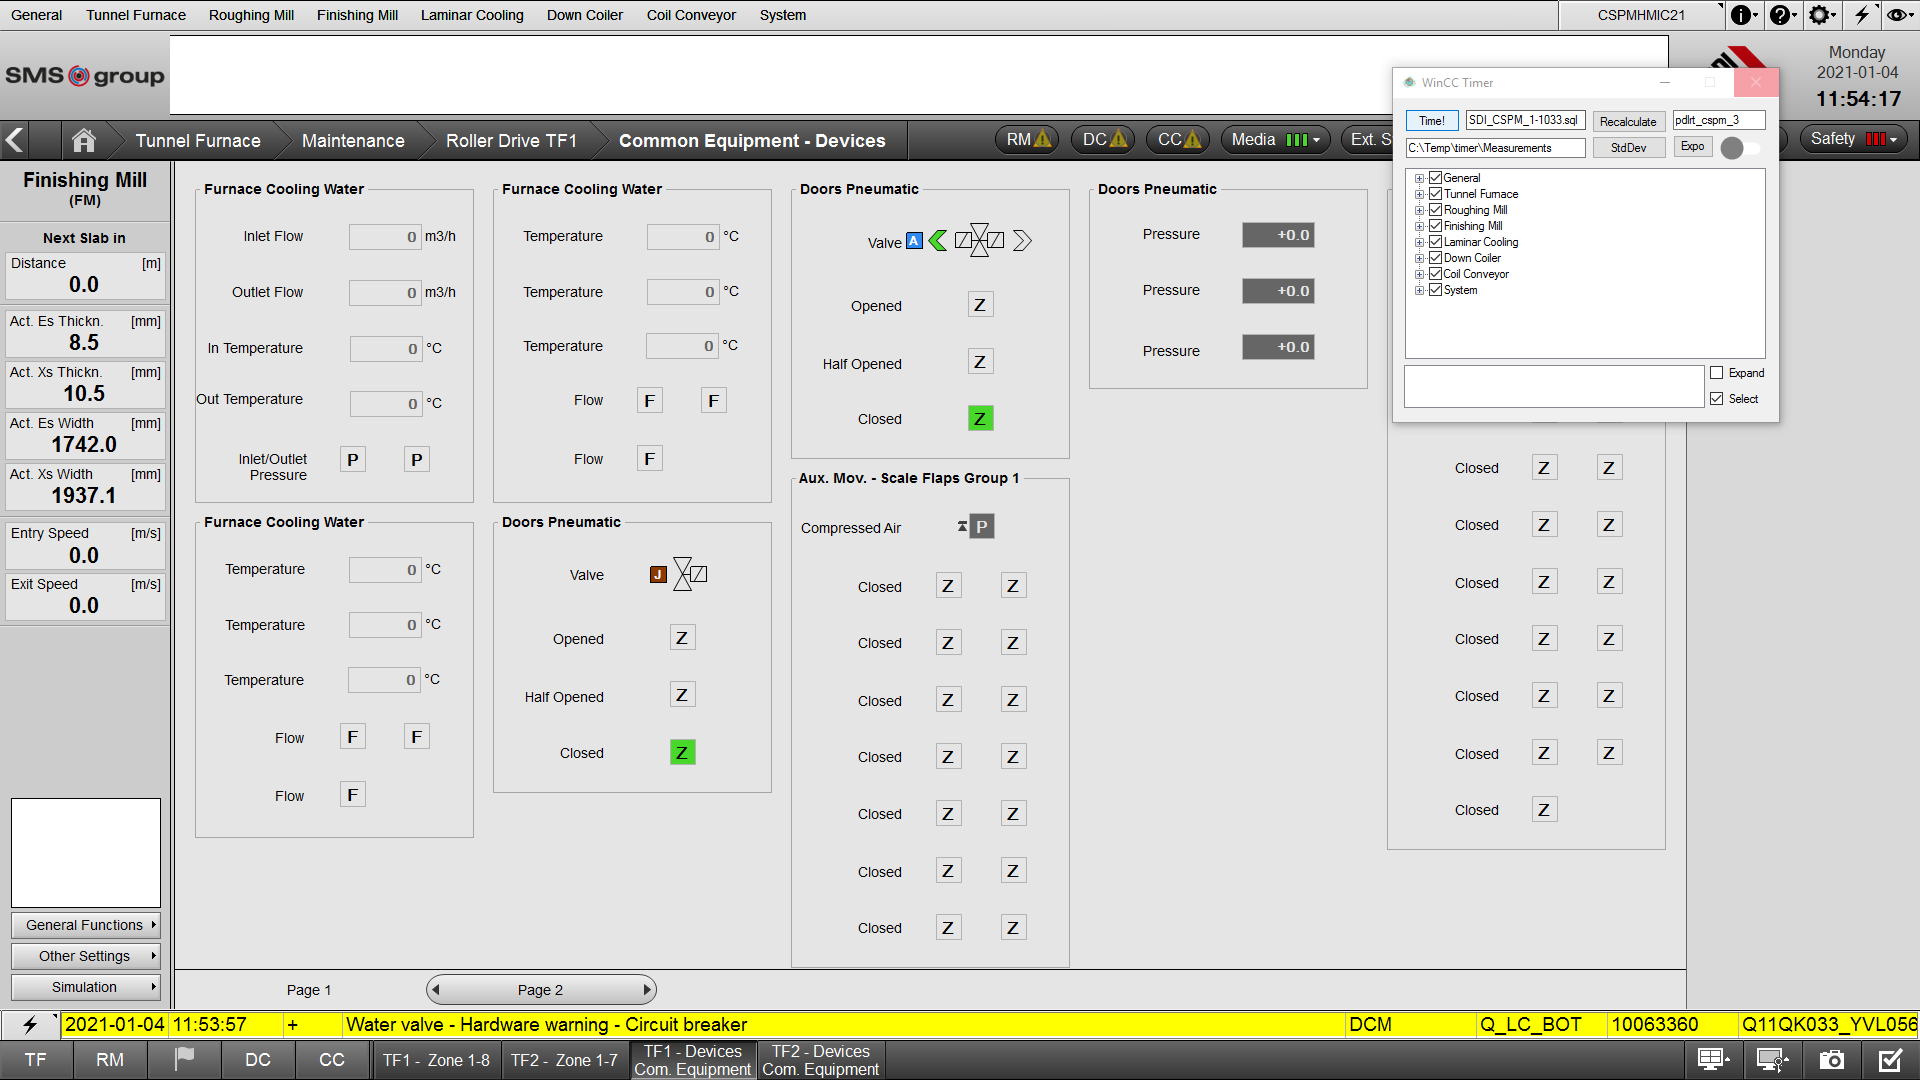 General Tunnel Furnace Roughing Mill Finishing Mill Laminar Cooling Down Coiler Coil Conveyor System CSPMHMIC21
SMS group
Monday
2021-01-04
11:54:17
Tunnel Furnace Maintenance Roller Drive TF1 Common Equipment - Devices RM DC CC Media Ext. S Safety
WinCC Timer
Time! SDI_CSPM_1-1033.sql Recalculate pdlrt_cspm_3
C:\Temp\timer\Measurements StdDev Expo
General
Tunnel Furnace
Roughing Mill
Finishing Mill
Laminar Cooling
Down Coiler
Coil Conveyor
System
Expand
Select
Finishing Mill
(FM)
Next Slab in
Distance [m]
0.0
Act. Es Thickn. [mm]
8.5
Act. Xs Thickn. [mm]
10.5
Act. Es Width [mm]
1742.0
Act. Xs Width [mm]
1937.1
Entry Speed [m/s]
0.0
Exit Speed [m/s]
0.0
General Functions
Other Settings
Simulation
Furnace Cooling Water
Inlet Flow 0 m3/h
Outlet Flow 0 m3/h
In Temperature 0 °C
Out Temperature 0 °C
Inlet/Outlet
Pressure P P
Furnace Cooling Water
Temperature 0 °C
Temperature 0 °C
Temperature 0 °C
Flow F F
Flow F
Furnace Cooling Water
Temperature 0 °C
Temperature 0 °C
Temperature 0 °C
Flow F F
Flow F
Doors Pneumatic
Valve J
Opened Z
Half Opened Z
Closed Z
Doors Pneumatic
Valve A
Opened Z
Half Opened Z
Closed Z
Aux. Mov. - Scale Flaps Group 1
Compressed Air P
Closed Z Z
Closed Z Z
Closed Z Z
Closed Z Z
Closed Z Z
Closed Z Z
Closed Z Z
Doors Pneumatic
Pressure +0.0
Pressure +0.0
Pressure +0.0
Closed Z Z
Closed Z Z
Closed Z Z
Closed Z Z
Closed Z Z
Closed Z Z
Closed Z
Page 1 Page 2
2021-01-04 11:53:57 + Water valve - Hardware warning - Circuit breaker DCM Q_LC_BOT 10063360 Q11QK033_YVL056
TF RM DC CC TF1 - Zone 1-8 TF2 - Zone 1-7 TF1 - Devices TF2 - Devices
Com. Equipment Com. Equipment